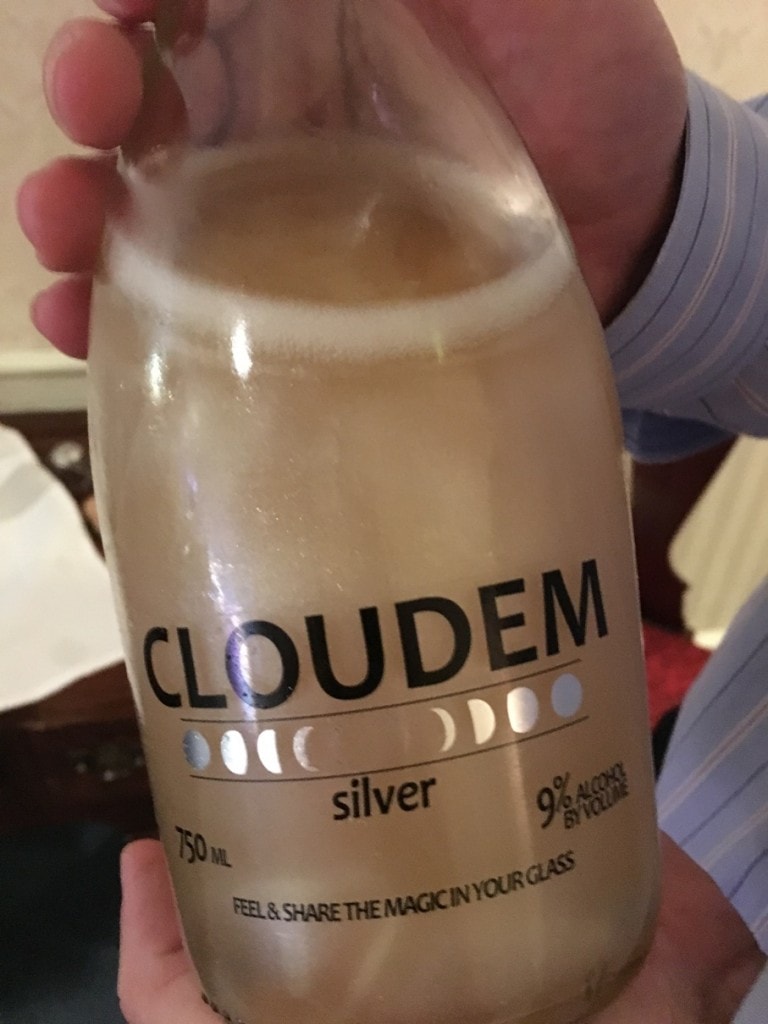 CLOUDEM
silver
750 ML
9% ALCOHOL
BY VOLUME
FEEL & SHARE THE MAGIC IN YOUR GLASS